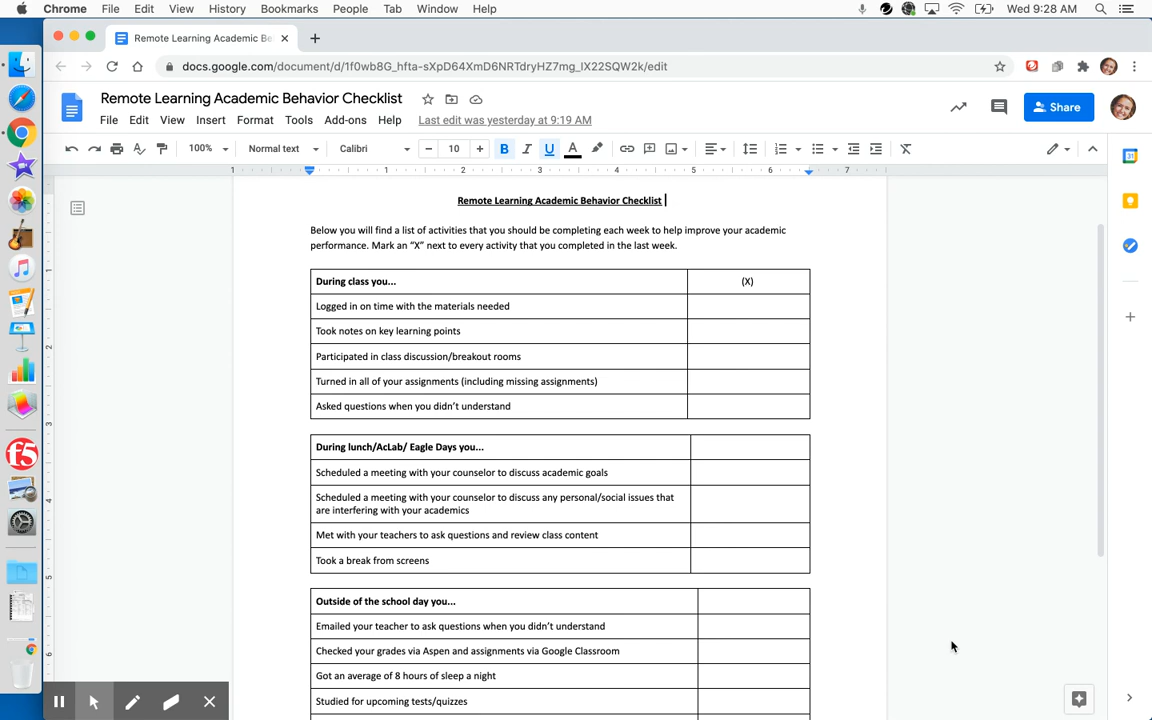 Chrome File Edit View History Bookmarks People Tab Window Help Wed 9:28 AM
Remote Learning Academic Be
docs.google.com/document/d/1f0wb8G_hfta-sXpD64XmD6NRTdryHZ7mg_lX22SQW2k/edit
Remote Learning Academic Behavior Checklist
Share
File Edit View Insert Format Tools Add-ons Help Last edit was yesterday at 9:19 AM
100% Normal text Calibri 10 B I U A
1 1 2 3 4 5 6 7
Remote Learning Academic Behavior Checklist
Below you will find a list of activities that you should be completing each week to help improve your academic
performance. Mark an “X” next to every activity that you completed in the last week.
During class you... (X)
Logged in on time with the materials needed
Took notes on key learning points
Participated in class discussion/breakout rooms
Turned in all of your assignments (including missing assignments)
Asked questions when you didn’t understand
During lunch/AcLab/ Eagle Days you...
Scheduled a meeting with your counselor to discuss academic goals
Scheduled a meeting with your counselor to discuss any personal/social issues that
are interfering with your academics
Met with your teachers to ask questions and review class content
Took a break from screens
Outside of the school day you...
Emailed your teacher to ask questions when you didn’t understand
Checked your grades via Aspen and assignments via Google Classroom
Got an average of 8 hours of sleep a night
Studied for upcoming tests/quizzes